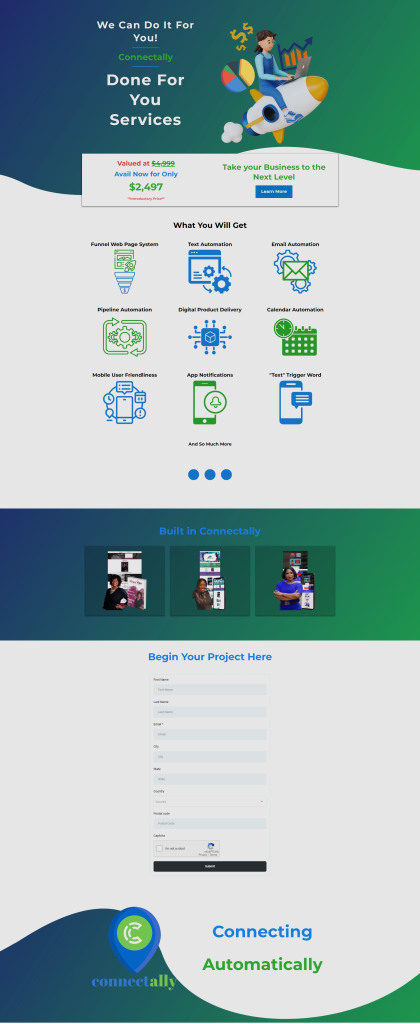 We Can Do It For
You!
Connectally
Done For
You
Services
Valued at $4,999
Avail Now for Only
$2,497
*Introductory Price*
Take your Business to the
Next Level
Learn More
What You Will Get
Funnel Web Page System
Text Automation
Email Automation
Pipeline Automation
Digital Product Delivery
Calendar Automation
Mobile User Friendliness
App Notifications
"Text" Trigger Word
And So Much More
Built in Connectally
Begin Your Project Here
First Name
First Name
Last Name
Last Name
Email *
Email
City
City
State
State
Country
Country
Postal code
Postal Code
Captcha
I'm not a robot
Privacy - Terms
Submit
connectally
Connecting
Automatically